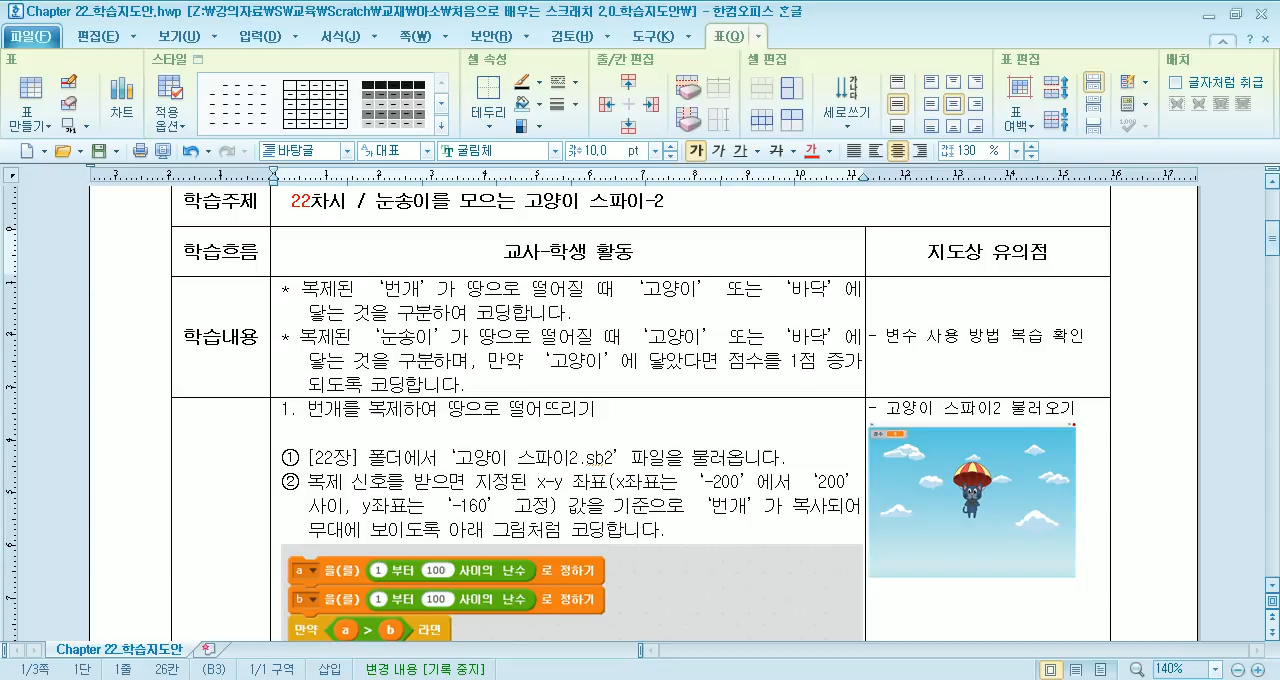 Chapter 22_학습지도안.hwp [Z:₩강의자료₩S₩교육₩Scratch₩교재₩아소₩처음으로 배우는 스크래치 2,0_학습지도안₩] - 한컴오피스 흔글
파일(F) 편집(E) 보기(U) 입력(D) 서식(J) 쪽(W) 보안(R) 검토(H) 도구(K) 표(Q)
표 스타일 셀 속성 줄/칸 편집 셀 편집 표 편집 배치
글자처럼 취급
표 만들기 차트 적용 옵션 테두리 세로쓰기 표 여백
바탕글 대표 굴림체 10,0 pt 가 가 가 가 가 130 %
3 2 1 1 2 3 4 5 6 7 8 9 10 11 12 13 14 15 16 17
학습주제 22차시 / 눈송이를 모으는 고양이 스파이-2
학습흐름 교사-학생 활동 지도상 유의점
학습내용
* 복제된 ‘번개’가 땅으로 떨어질 때 ‘고양이’ 또는 ‘바닥’에
닿는 것을 구분하여 코딩합니다.
* 복제된 ‘눈송이’가 땅으로 떨어질 때 ‘고양이’ 또는 ‘바닥’에
닿는 것을 구분하며, 만약 ‘고양이’에 닿았다면 점수를 1점 증가
되도록 코딩합니다.
- 변수 사용 방법 복습 확인
1. 번개를 복제하여 땅으로 떨어뜨리기
- 고양이 스파이2 불러오기
① [22장] 폴더에서 ‘고양이 스파이2.sb2’ 파일을 불러옵니다.
② 복제 신호를 받으면 지정된 x-y 좌표(x좌표는 ‘-200’에서 ‘200’
사이, y좌표는 ‘-160’ 고정) 값을 기준으로 ‘번개’가 복사되어
무대에 보이도록 아래 그림처럼 코딩합니다.
a 을(를) 1 부터 100 사이의 난수 로 정하기
b 을(를) 1 부터 100 사이의 난수 로 정하기
만약 a > b 라면
Chapter 22_학습지도안
1/3쪽 1단 1줄 26칸 (B3) 1/1 구역 삽입 변경 내용 [기록 중지] 140%